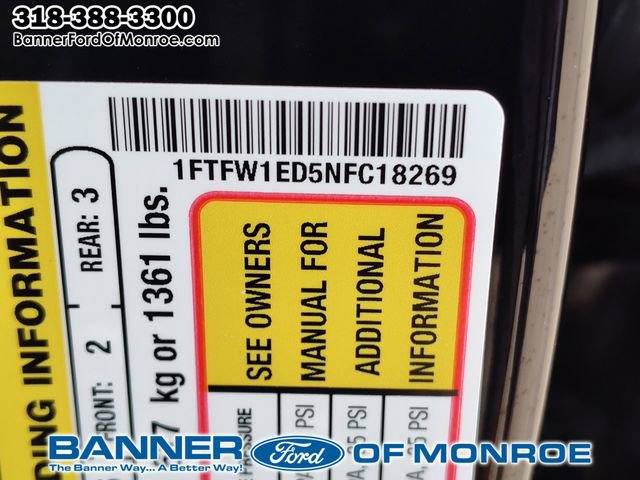 318-388-3300
BannerFordOfMonroe.com
1FTFW1ED5NFC18269
INFORMATION
REAR: 3
FRONT: 2
kg or 1361 lbs.
SEE OWNERS
MANUAL FOR
ADDITIONAL
INFORMATION
PSI
PSI
PSI
BANNER Ford OF MONROE
The Banner Way... A Better Way!